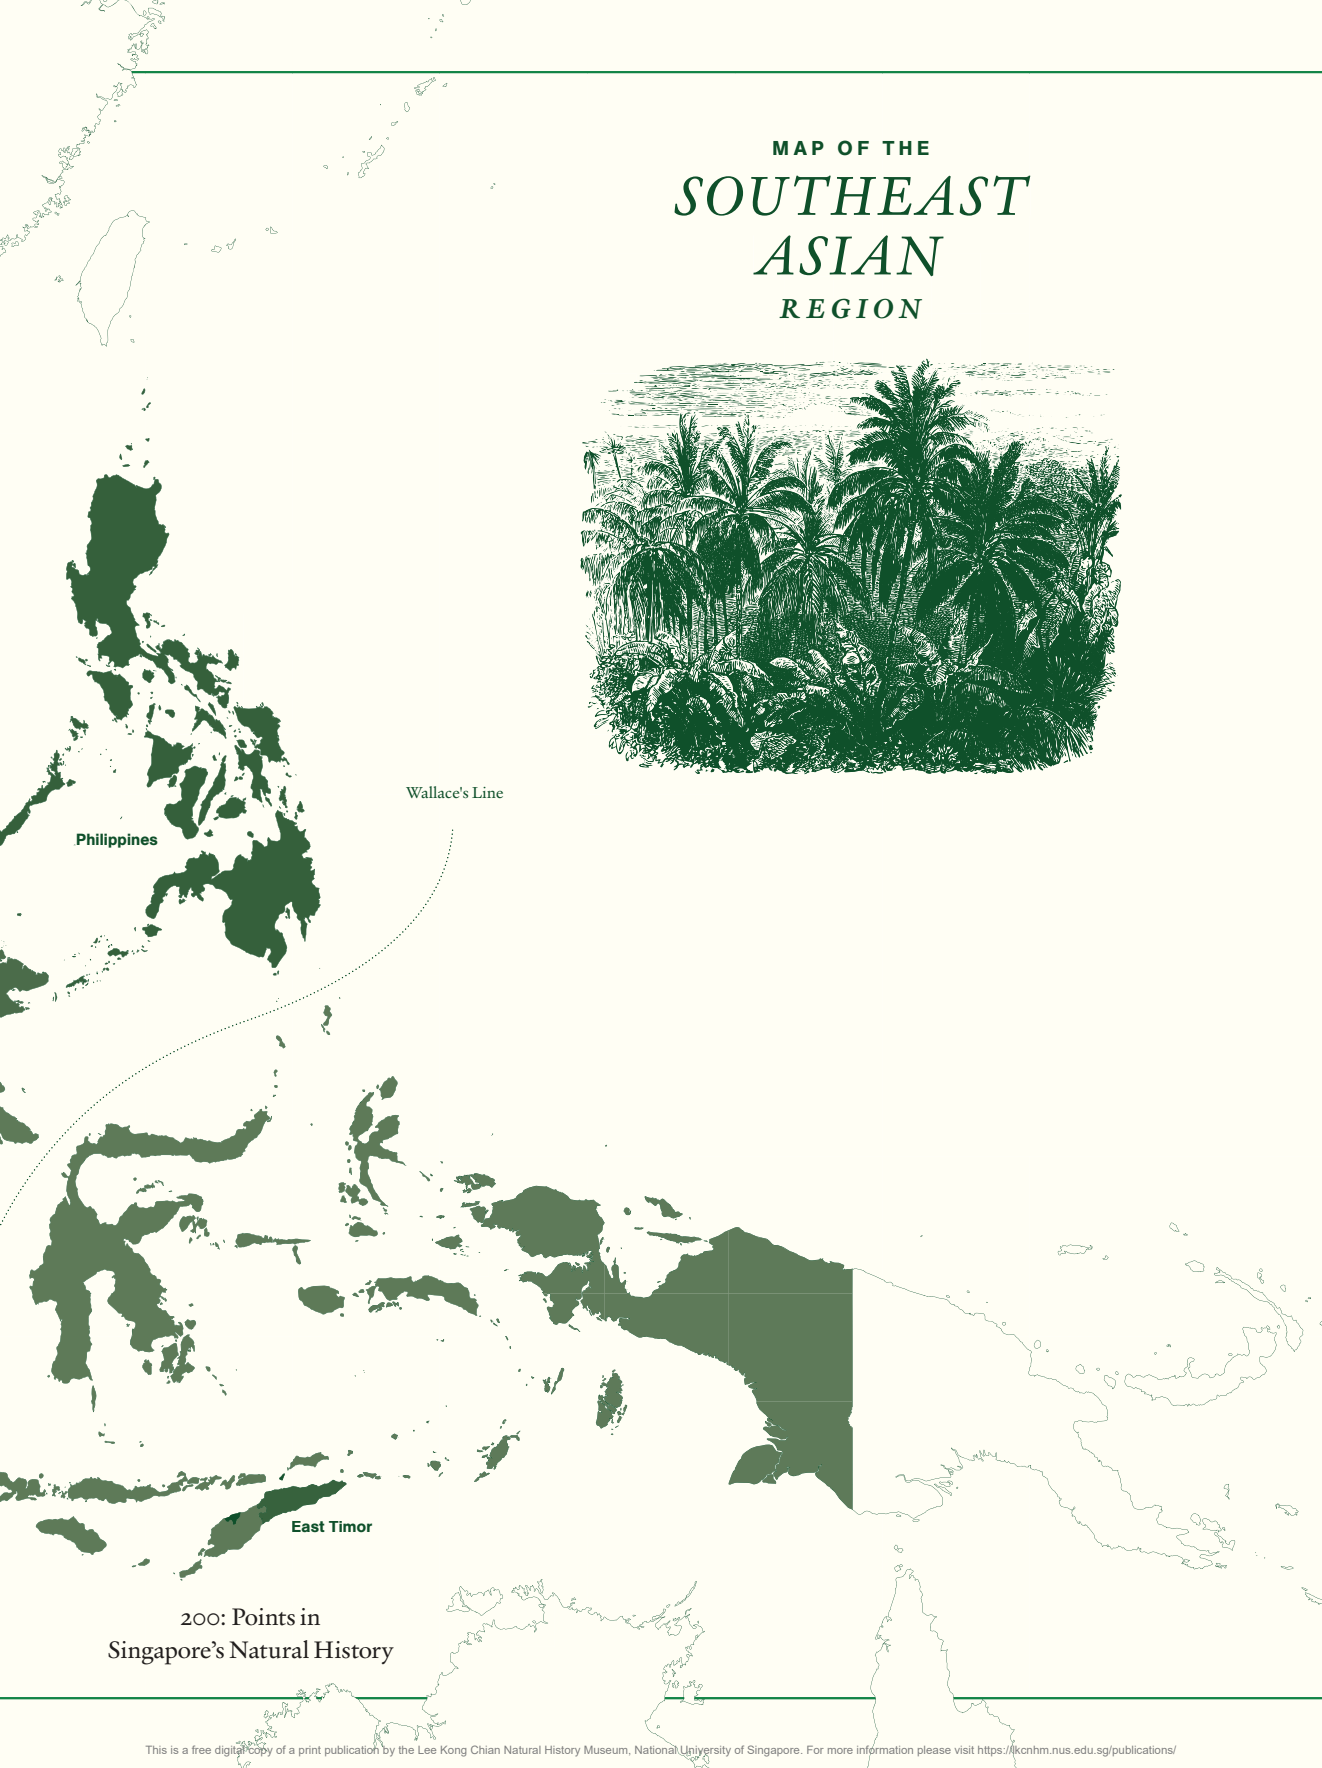 MAP OF THE
SOUTHEAST
ASIAN
REGION
Wallace's Line
Philippines
East Timor
200: Points in
Singapore’s Natural History
This is a free digital copy of a print publication by the Lee Kong Chian Natural History Museum, National University of Singapore. For more information please visit https://lkcnhm.nus.edu.sg/publications/